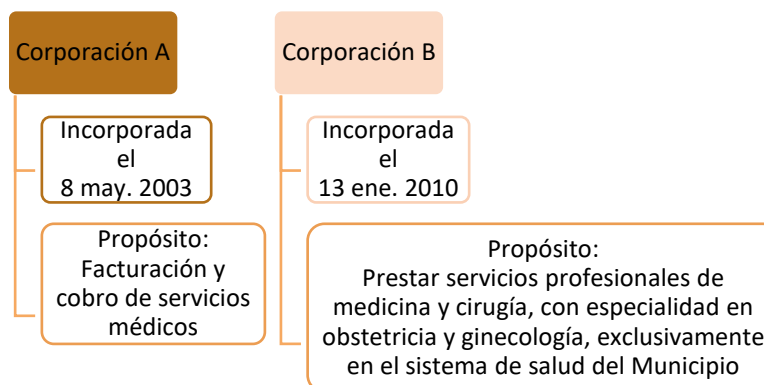 Corporación A
Incorporada
el
8 may. 2003
Propósito:
Facturación y
cobro de servicios
médicos
Corporación B
Incorporada
el
13 ene. 2010
Propósito:
Prestar servicios profesionales de
medicina y cirugía, con especialidad en
obstetricia y ginecología, exclusivamente
en el sistema de salud del Municipio